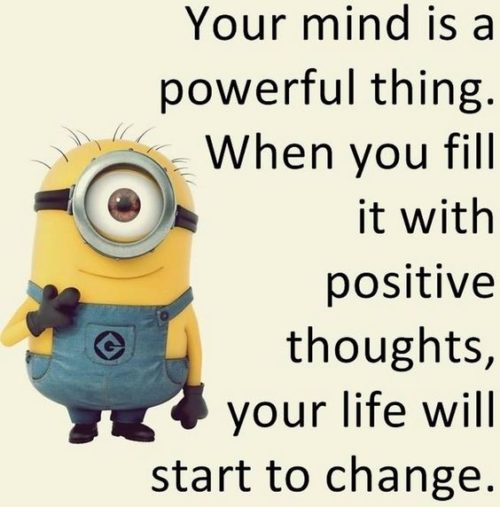 Your mind is a
powerful thing.
When you fill
it with
positive
thoughts,
your life will
start to change.